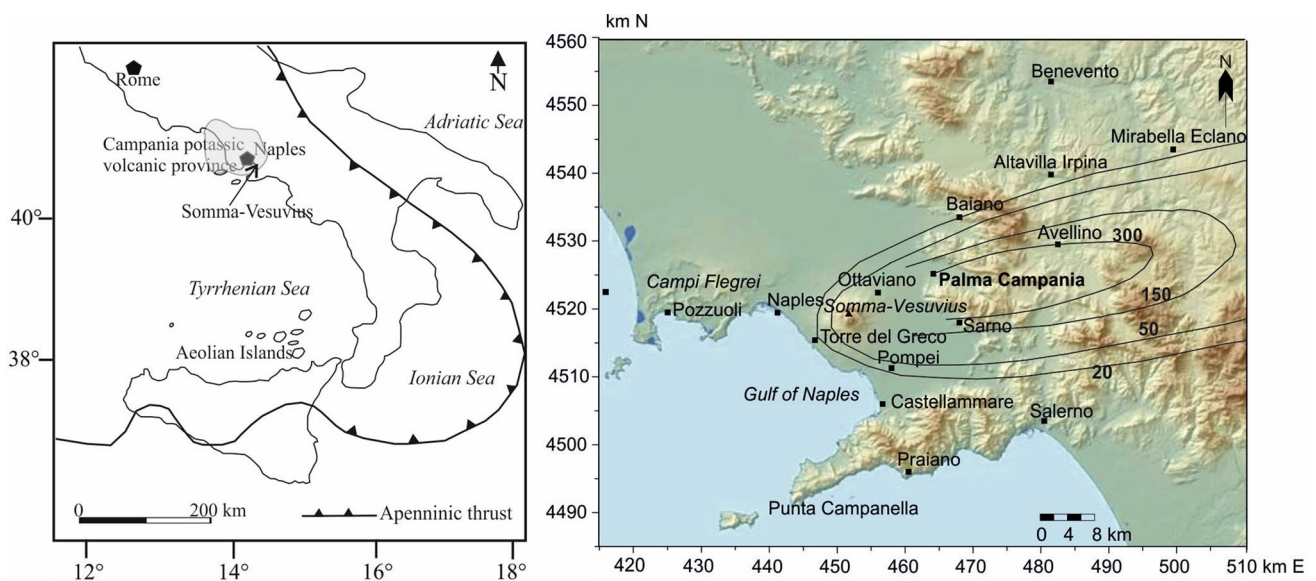 Rome
N
Adriatic Sea
Campania potassic
volcanic province
Naples
Somma-Vesuvius
40°
Tyrrhenian Sea
Aeolian Islands
38°
Ionian Sea
0 200 km
Apenninic thrust
12° 14° 16° 18°
km N
4560
4550
4540
4530
4520
4510
4500
4490
Benevento
N
Mirabella Eclano
Altavilla Irpina
Baiano
Avellino
300
Campi Flegrei
Ottaviano
Palma Campania
150
Pozzuoli
Naples
Somma-Vesuvius
Sarno
50
Torre del Greco
Pompei
20
Gulf of Naples
Castellammare
Salerno
Praiano
Punta Campanella
0 4 8 km
420 430 440 450 460 470 480 490 500 510 km E